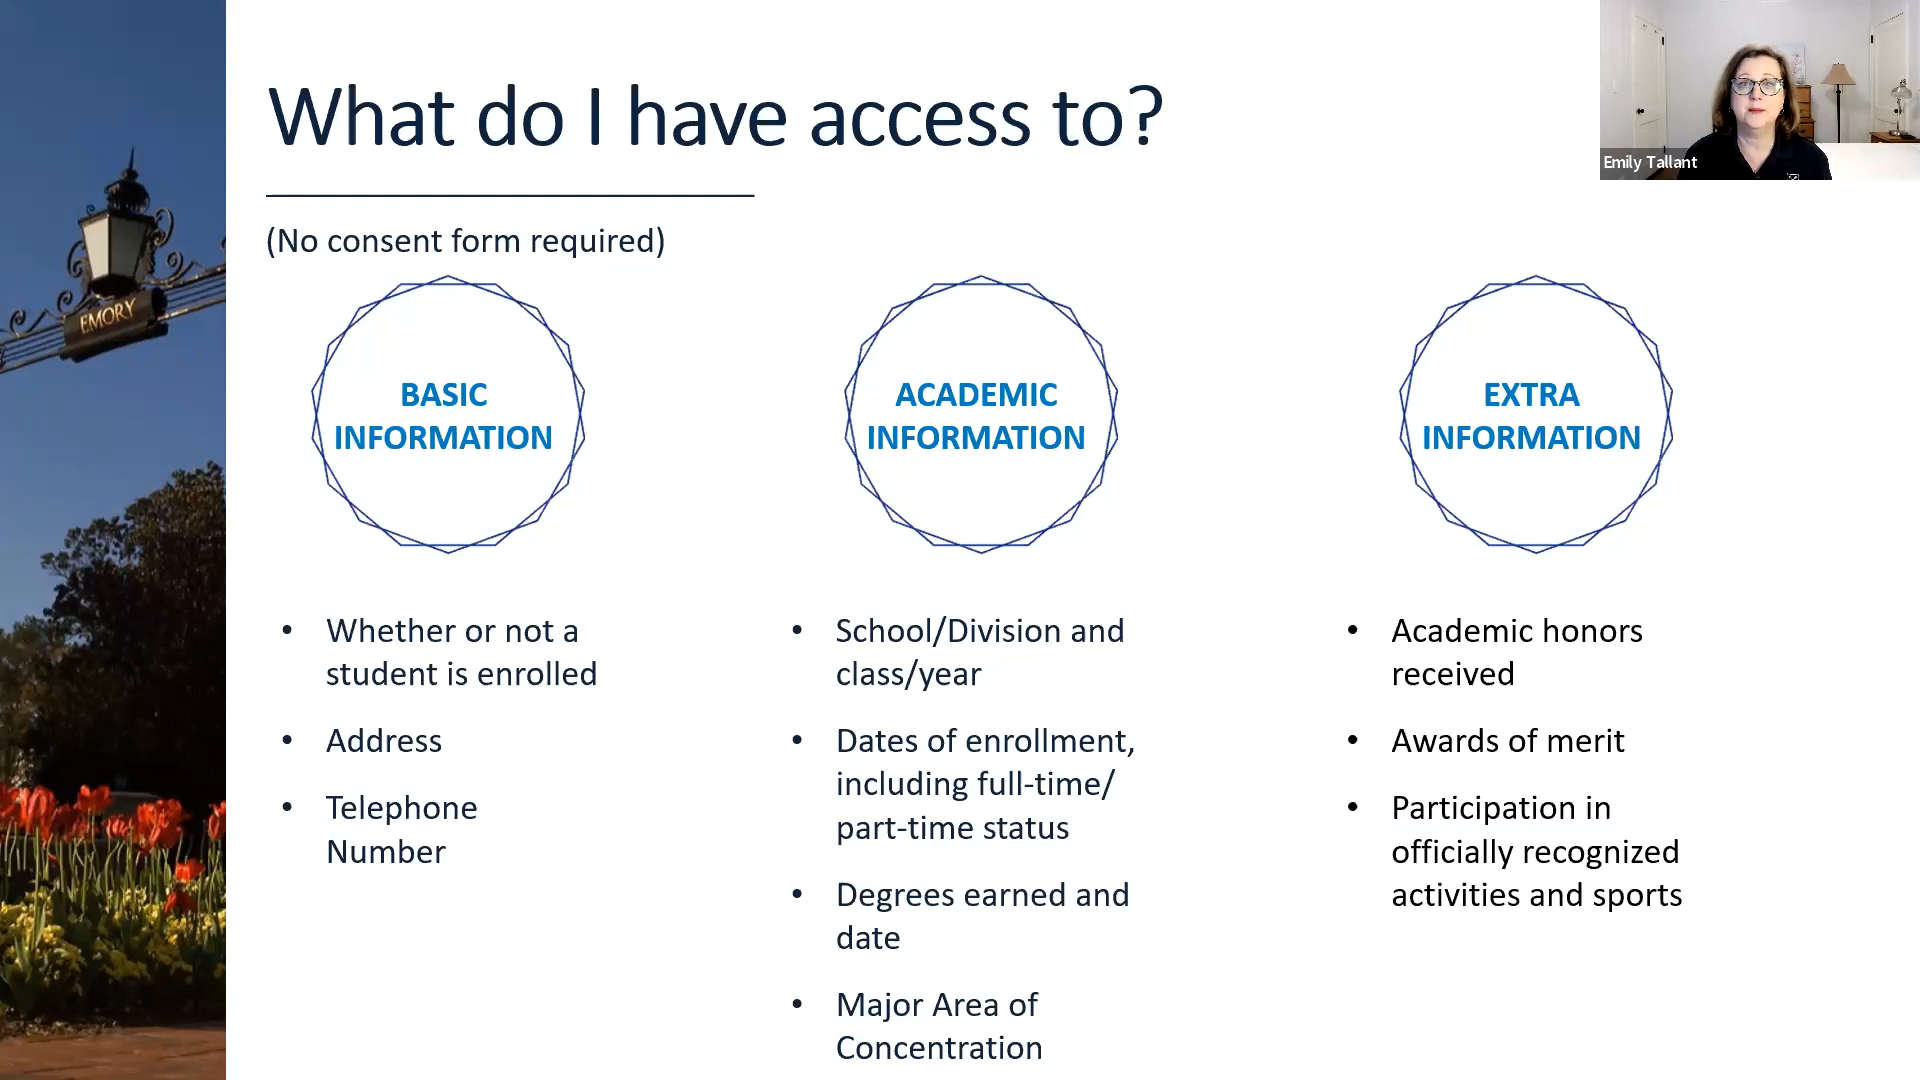 What do I have access to?
Emily Tallant
(No consent form required)
EMORY
BASIC
INFORMATION
ACADEMIC
INFORMATION
EXTRA
INFORMATION
• Whether or not a
student is enrolled
• Address
• Telephone
Number
• School/Division and
class/year
• Dates of enrollment,
including full-time/
part-time status
• Degrees earned and
date
• Major Area of
Concentration
• Academic honors
received
• Awards of merit
• Participation in
officially recognized
activities and sports